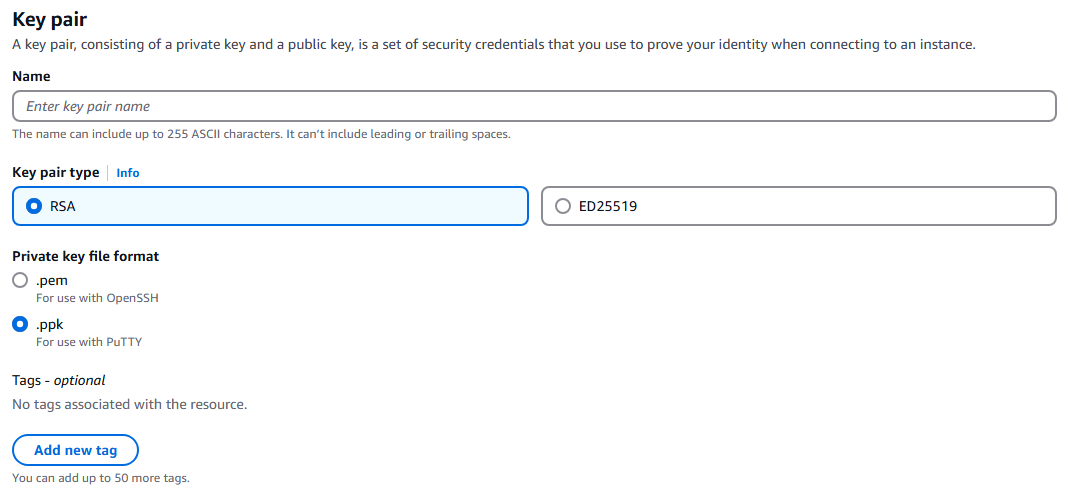 Key pair
A key pair, consisting of a private key and a public key, is a set of security credentials that you use to prove your identity when connecting to an instance.
Name
Enter key pair name
The name can include up to 255 ASCII characters. It can't include leading or trailing spaces.
Key pair type Info
RSA ED25519
Private key file format
.pem
For use with OpenSSH
.ppk
For use with PuTTY
Tags - optional
No tags associated with the resource.
Add new tag
You can add up to 50 more tags.